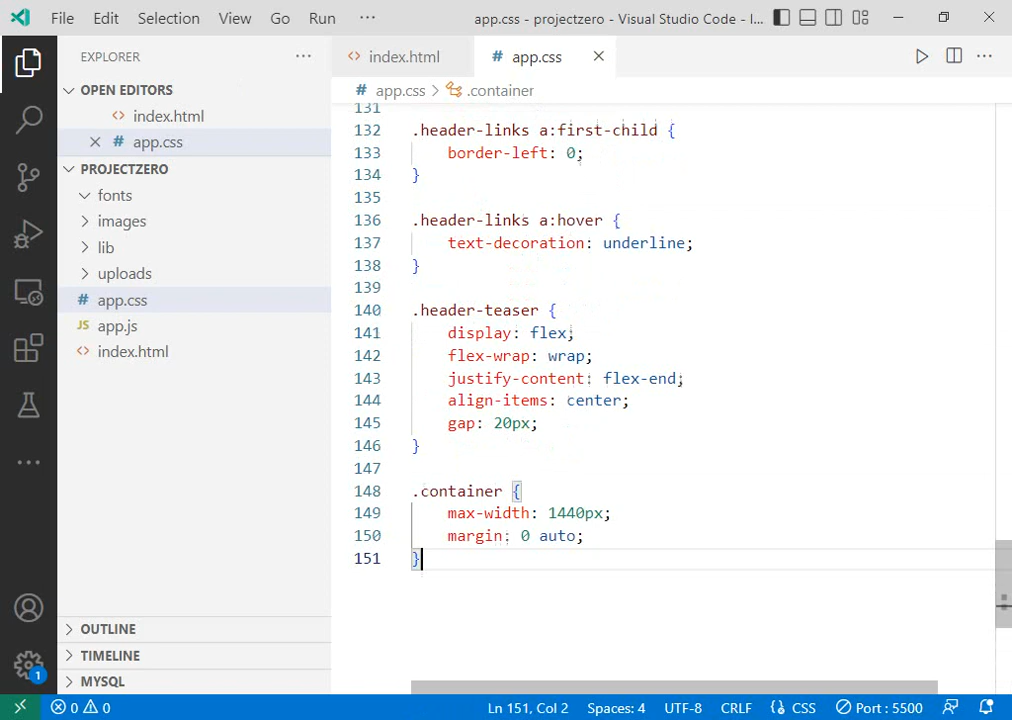 File Edit Selection View Go Run ··· app.css - projectzero - Visual Studio Code - I...
EXPLORER ···
OPEN EDITORS
<> index.html
# app.css
PROJECTZERO
fonts
images
lib
uploads
# app.css
JS app.js
<> index.html
OUTLINE
TIMELINE
MYSQL
<> index.html # app.css
# app.css > .container
131
132 .header-links a:first-child {
133 border-left: 0;
134 }
135
136 .header-links a:hover {
137 text-decoration: underline;
138 }
139
140 .header-teaser {
141 display: flex;
142 flex-wrap: wrap;
143 justify-content: flex-end;
144 align-items: center;
145 gap: 20px;
146 }
147
148 .container {
149 max-width: 1440px;
150 margin: 0 auto;
151 }
1
0 0 Ln 151, Col 2 Spaces: 4 UTF-8 CRLF {} CSS Port : 5500